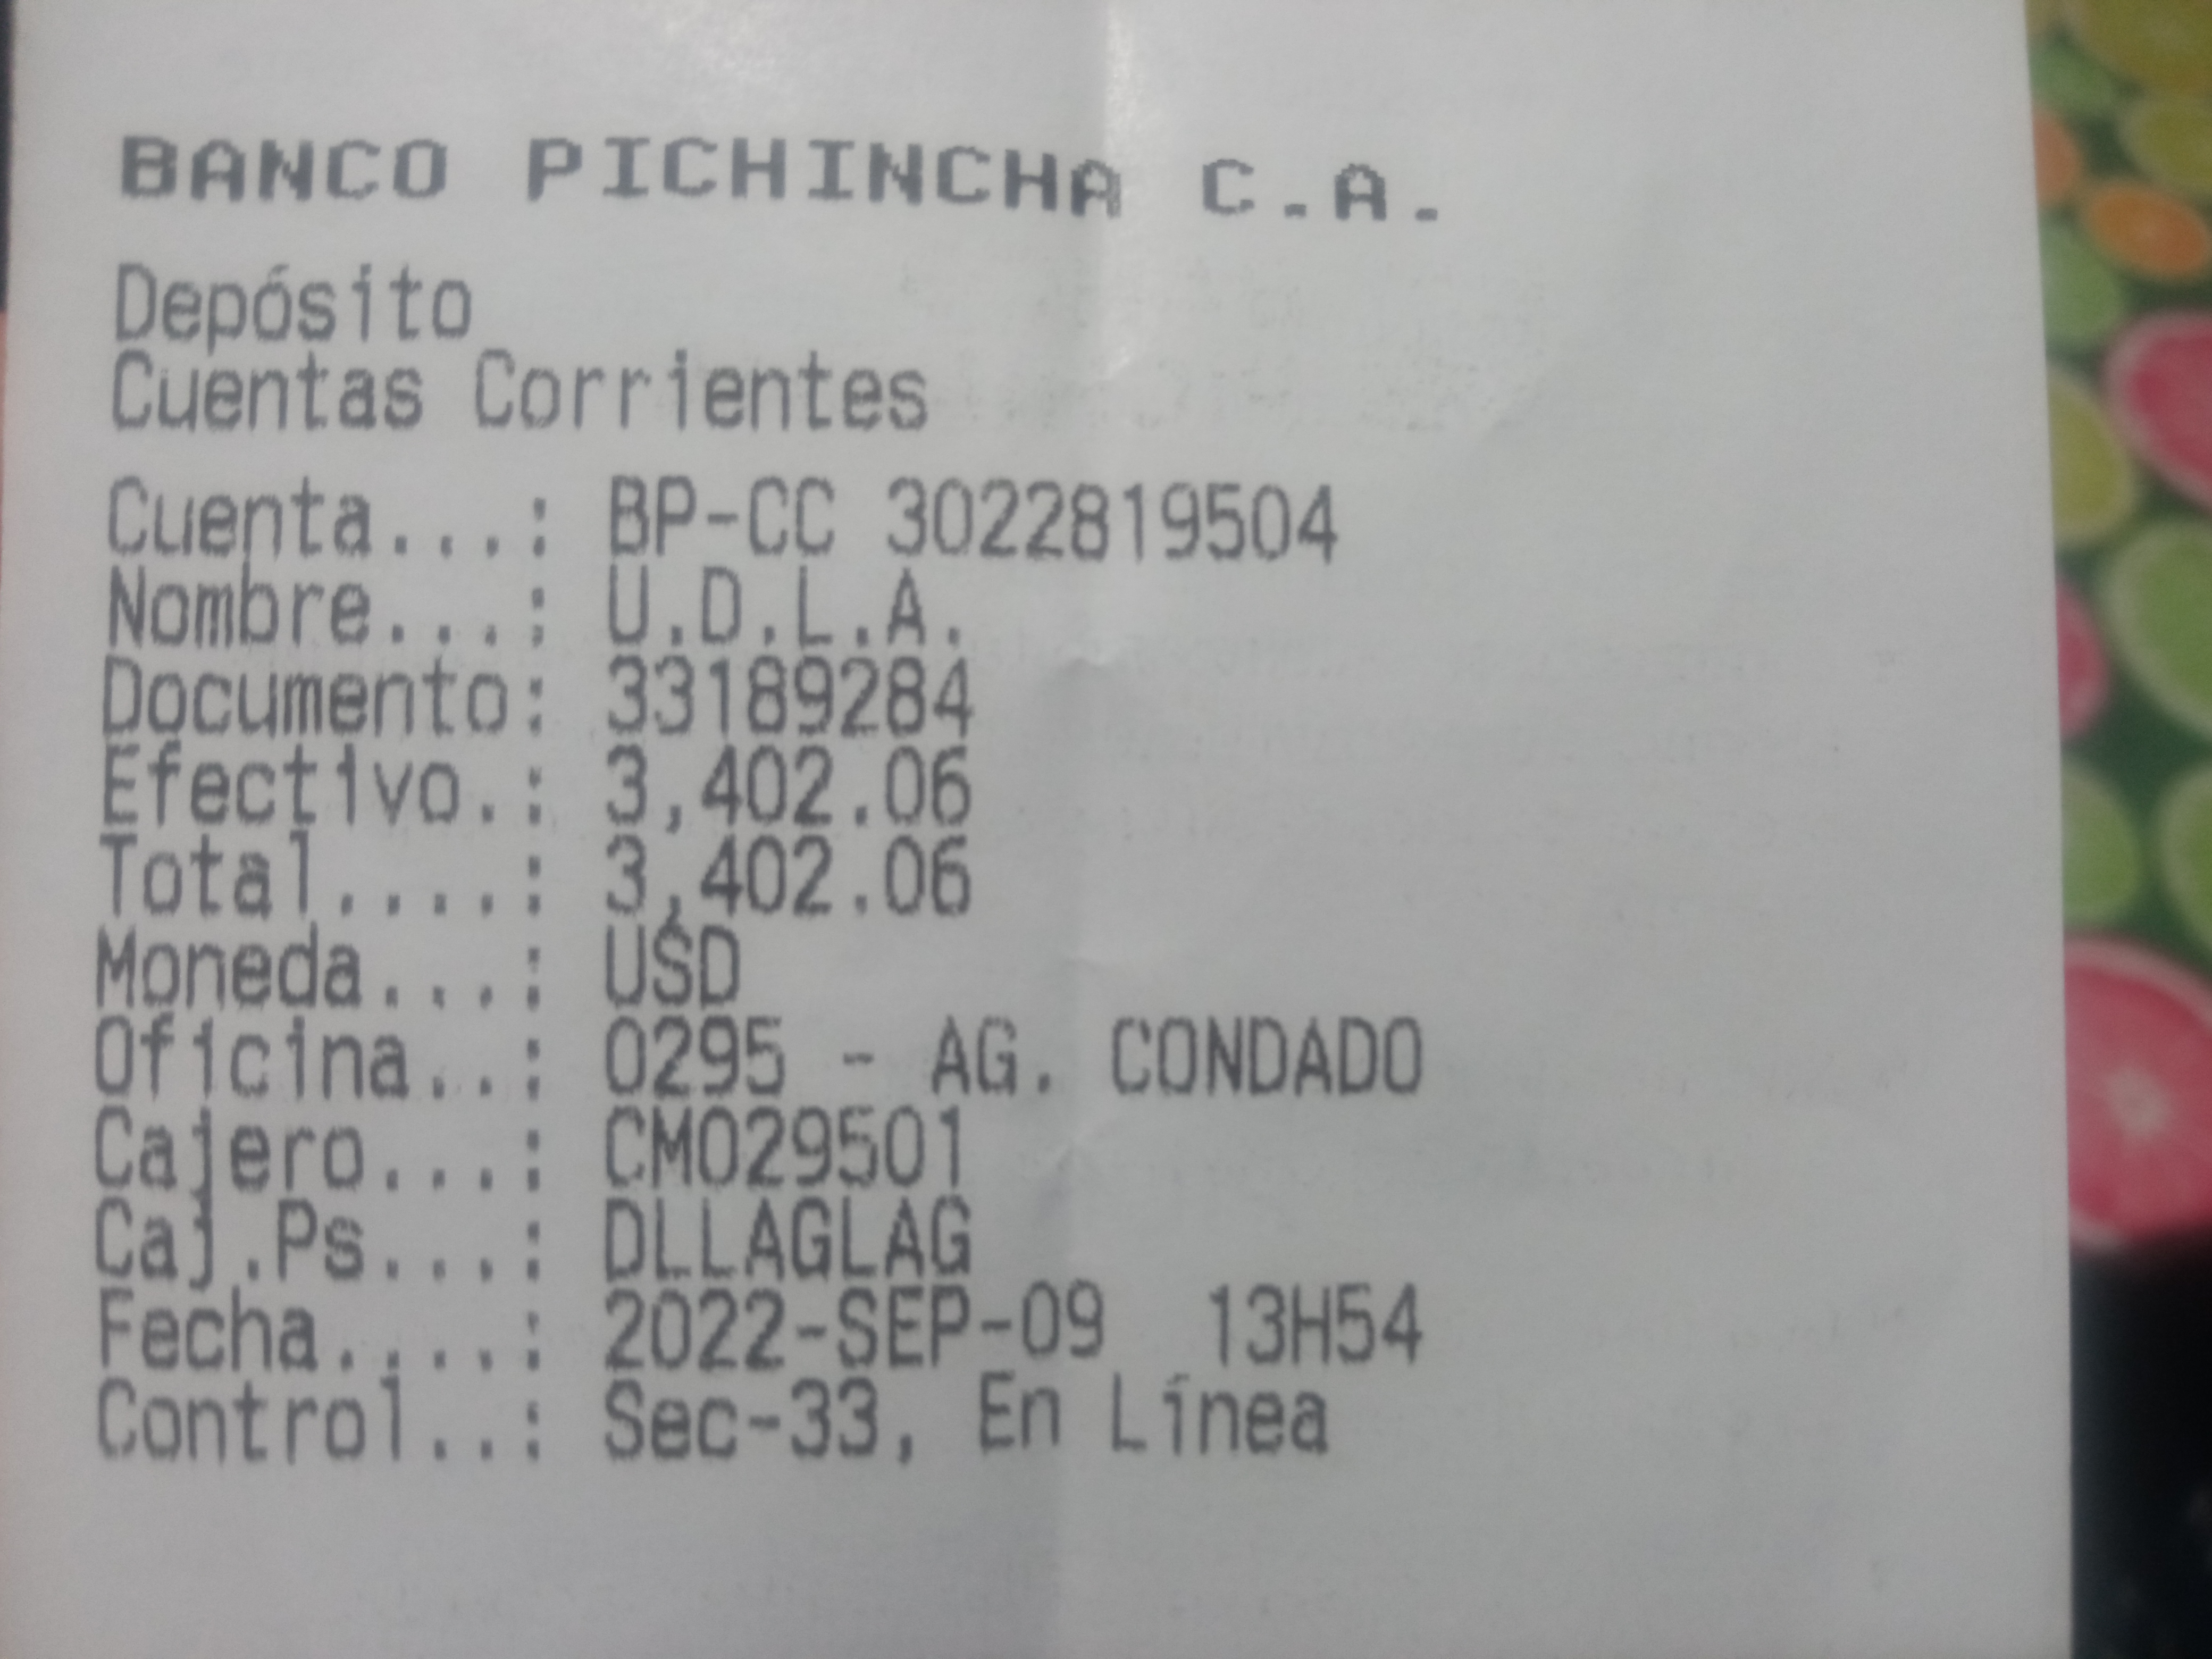 BANCO PICHINCHA C.A.
Depósito
Cuentas Corrientes
Cuenta...: BP-CC 3022819504
Nombre...: U.D.L.A.
Documento: 33189284
Efectivo.: 3,402.06
Total....: 3,402.06
Moneda...: USD
Oficina..: 0295 - AG. CONDADO
Cajero...: CM029501
Caj.Ps...: DLLAGLAG
Fecha....: 2022-SEP-09 13H54
Control..: Sec-33, En Línea